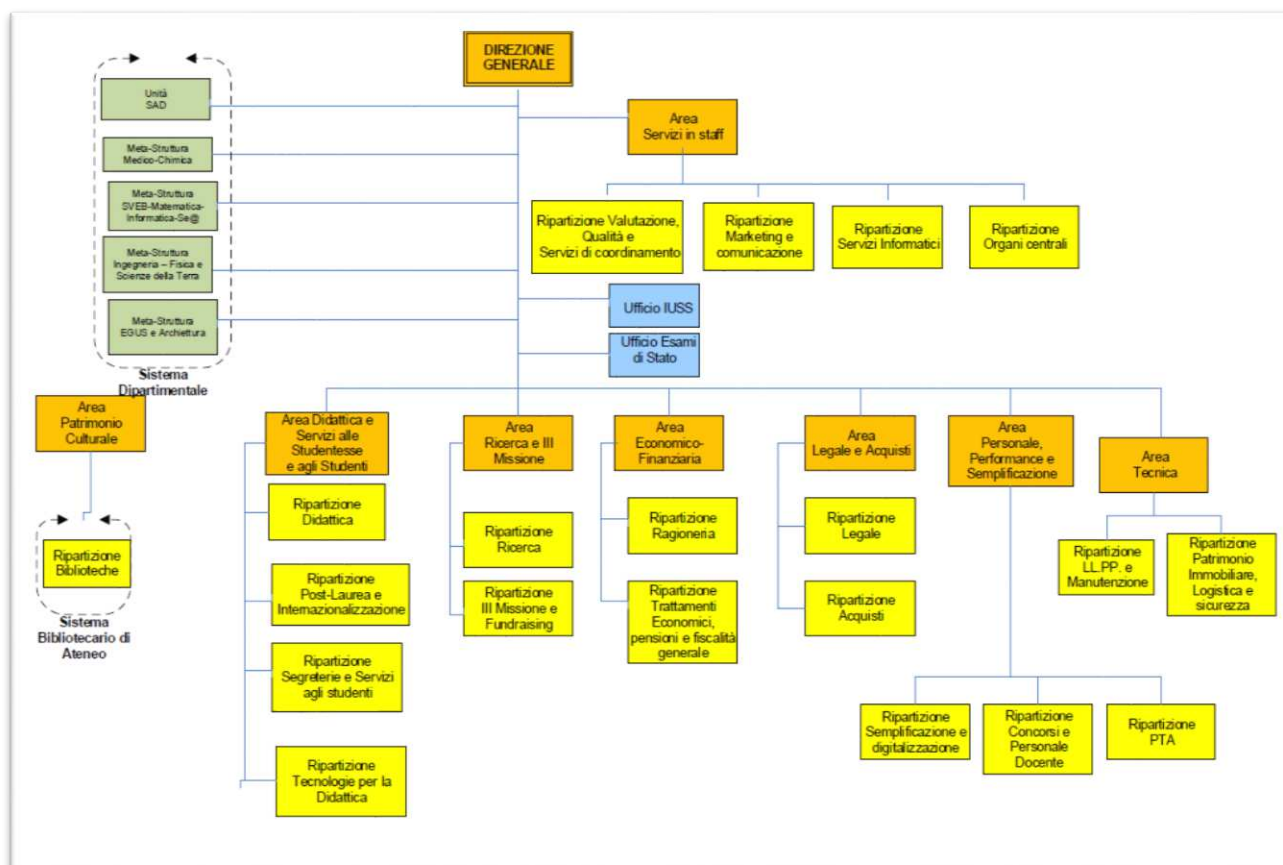 DIREZIONE
GENERALE
Unità
SAD
Meta-Struttura
Medico-Chimica
Meta-Struttura
SVEB-Matematica-
Informatica-Se@
Meta-Struttura
Ingegneria – Fisica e
Scienze della Terra
Meta-Struttura
EGUS e Archiettura
Sistema
Dipartimentale
Area
Servizi in staff
Ripartizione Valutazione,
Qualità e
Servizi di coordinamento
Ripartizione
Marketing e
comunicazione
Ripartizione
Servizi Informatici
Ripartizione
Organi centrali
Ufficio IUSS
Ufficio Esami
di Stato
Area
Patrimonio
Culturale
Ripartizione
Biblioteche
Sistema
Bibliotecario di
Ateneo
Area Didattica e
Servizi alle
Studentesse
e agli Studenti
Ripartizione
Didattica
Ripartizione
Post-Laurea e
Internazionalizzazione
Ripartizione
Segreterie e Servizi
agli studenti
Ripartizione
Tecnologie per la
Didattica
Area
Ricerca e III
Missione
Ripartizione
Ricerca
Ripartizione
III Missione e
Fundraising
Area
Economico-
Finanziaria
Ripartizione
Ragioneria
Ripartizione
Trattamenti
Economici,
pensioni e fiscalità
generale
Area
Legale e Acquisti
Ripartizione
Legale
Ripartizione
Acquisti
Area
Personale,
Performance e
Semplificazione
Ripartizione
Semplificazione e
digitalizzazione
Ripartizione
Concorsi e
Personale
Docente
Ripartizione
PTA
Area
Tecnica
Ripartizione
LL.PP. e
Manutenzione
Ripartizione
Patrimonio
Immobiliare,
Logistica e
sicurezza